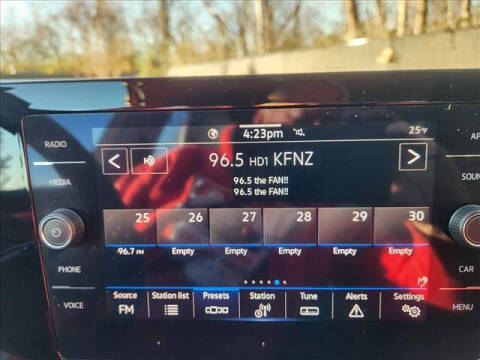 4:23pm
25°F
RADIO
MEDIA
PHONE
VOICE
96.5 HD1 KFNZ
96.5 the FAN!!
96.5 the FAN!!
25 26 27 28 29 30
96.7 FM Empty Empty Empty Empty Empty
Source Station list Presets Station Tune Alerts Settings
FM
CAR
MENU